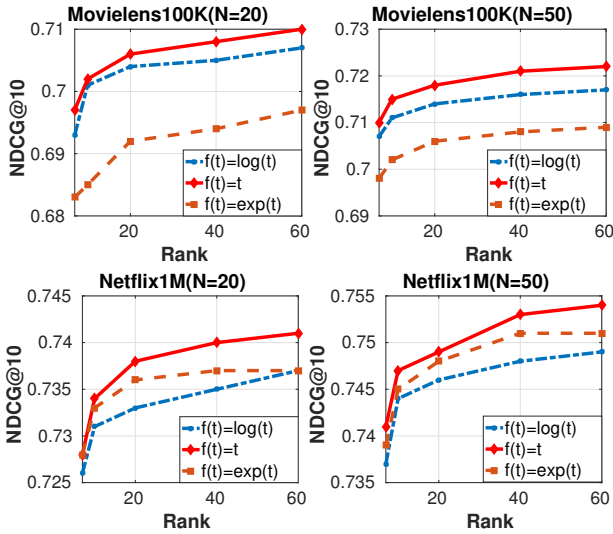 Movielens100K(N=20)
0.71
0.7
0.69
0.68
NDCG@10
f(t)=log(t)
f(t)=t
f(t)=exp(t)
20
40
60
Rank
Movielens100K(N=50)
0.73
0.72
0.71
0.7
0.69
NDCG@10
f(t)=log(t)
f(t)=t
f(t)=exp(t)
20
40
60
Rank
Netflix1M(N=20)
0.745
0.74
0.735
0.73
0.725
NDCG@10
f(t)=log(t)
f(t)=t
f(t)=exp(t)
20
40
60
Rank
Netflix1M(N=50)
0.755
0.75
0.745
0.74
0.735
NDCG@10
f(t)=log(t)
f(t)=t
f(t)=exp(t)
20
40
60
Rank